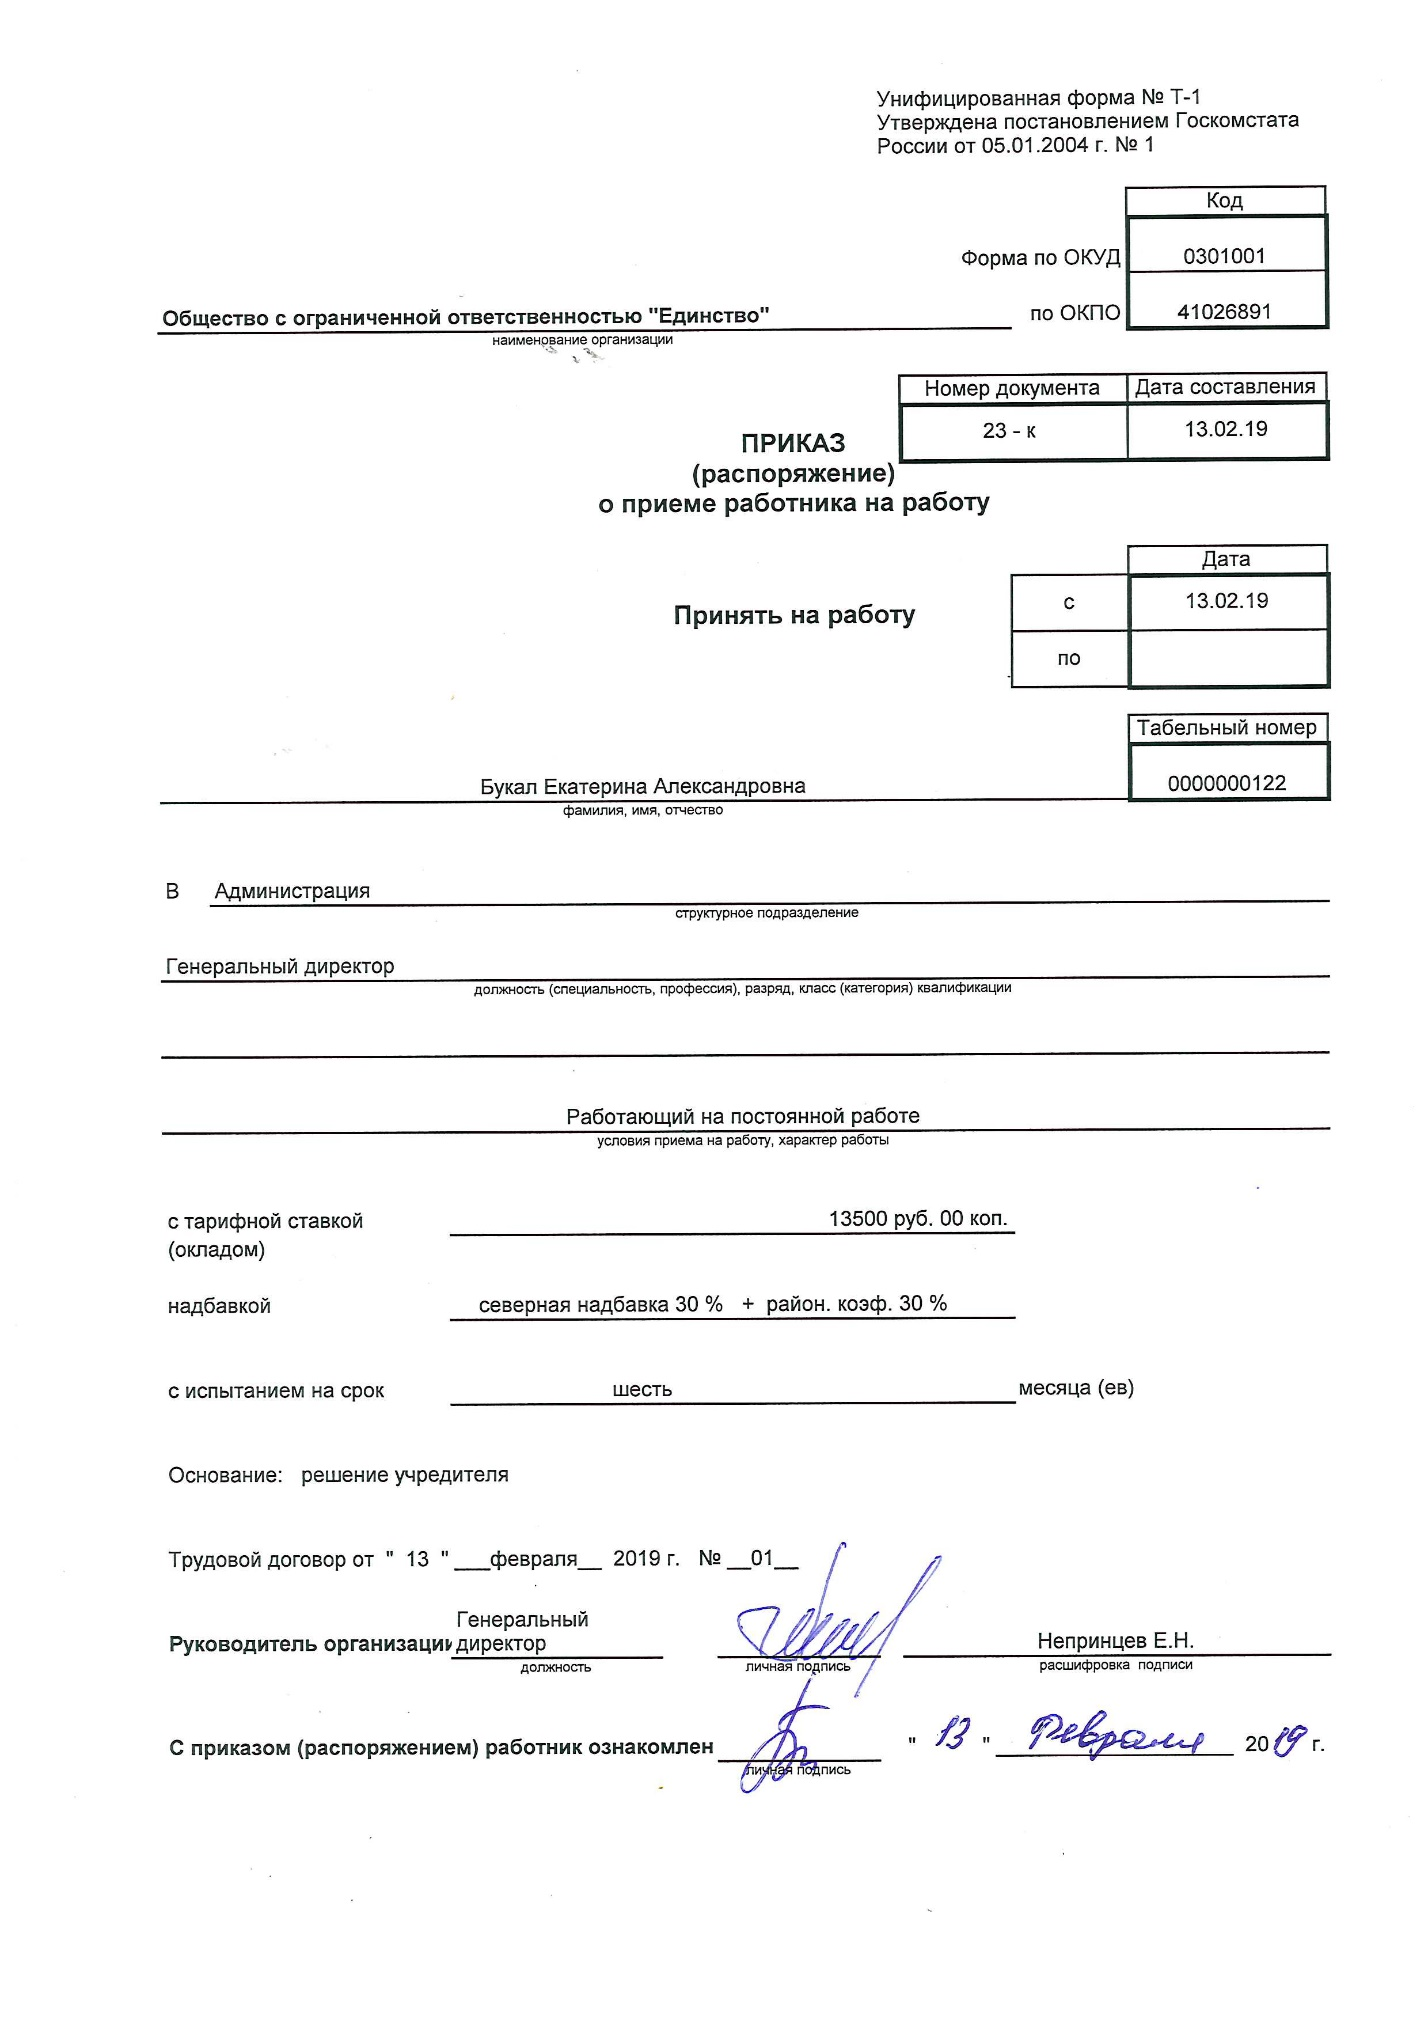 Унифицированная форма № Т-1
Утверждена постановлением Госкомстата
России от 05.01.2004 г. № 1
Код
Форма по ОКУД 0301001
Общество с ограниченной ответственностью "Единство" по ОКПО 41026891
наименование организации
Номер документа Дата составления
23 - к 13.02.19
ПРИКАЗ
(распоряжение)
о приеме работника на работу
Дата
Принять на работу с 13.02.19
по
Табельный номер
Букал Екатерина Александровна 0000000122
фамилия, имя, отчество
В Администрация
структурное подразделение
Генеральный директор
должность (специальность, профессия), разряд, класс (категория) квалификации
Работающий на постоянной работе
условия приема на работу, характер работы
с тарифной ставкой 13500 руб. 00 коп.
(окладом)
надбавкой северная надбавка 30 % + район. коэф. 30 %
с испытанием на срок шесть месяца (ев)
Основание: решение учредителя
Трудовой договор от " 13 " ___февраля__ 2019 г. № __01__
Генеральный
Руководитель организации директор Непринцев Е.Н.
должность личная подпись расшифровка подписи
С приказом (распоряжением) работник ознакомлен " 13 " февраля 2019 г.
личная подпись